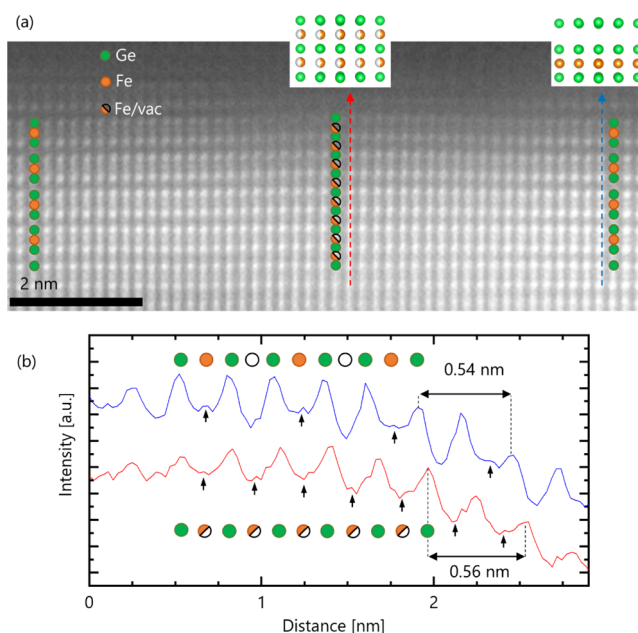 (a)
Ge
Fe
Fe/vac
2 nm
(b)
0.54 nm
Intensity [a.u.]
0.56 nm
0 1 2
Distance [nm]